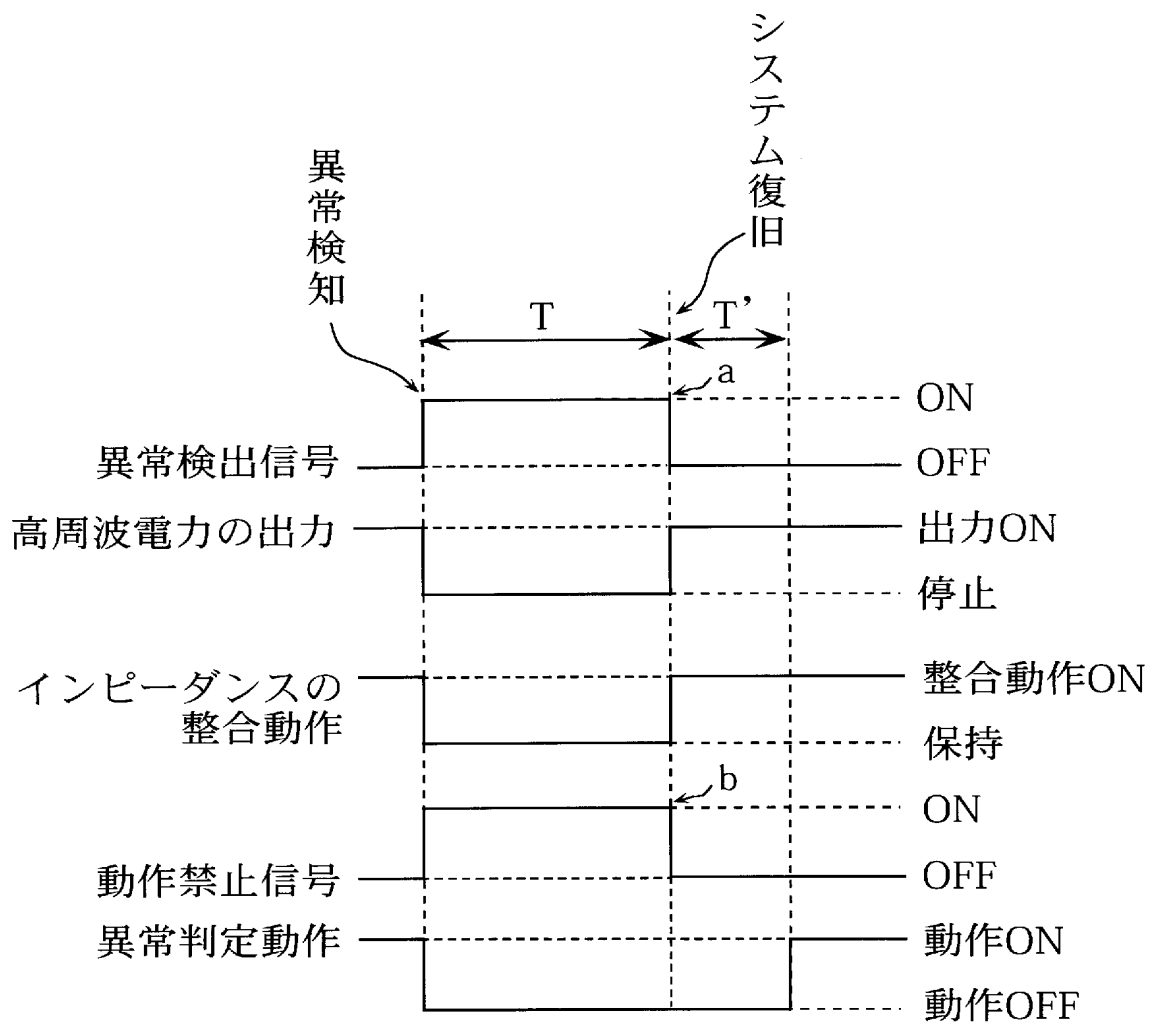 システム復旧
異常検知
T
T’
a
ON
異常検出信号
OFF
高周波電力の出力
出力ON
停止
インピーダンスの
整合動作
整合動作ON
保持
b
ON
動作禁止信号
OFF
異常判定動作
動作ON
動作OFF